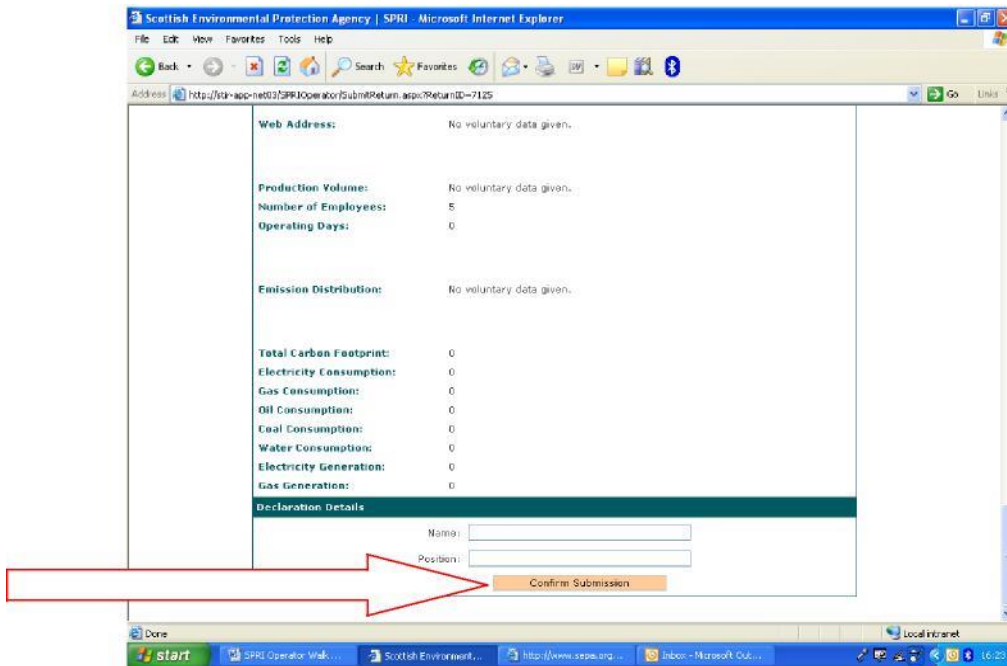 Scottish Environmental Protection Agency | SPRI - Microsoft Internet Explorer
File Edit View Favorites Tools Help
Back Search Favorites
Address http://stir-app-net03/SPRIOperator/SubmitReturn.aspx?ReturnID=7125 Go Links
Web Address: No voluntary data given.
Production Volume: No voluntary data given.
Number of Employees: 5
Operating Days: 0
Emission Distribution: No voluntary data given.
Total Carbon Footprint: 0
Electricity Consumption: 0
Gas Consumption: 0
Oil Consumption: 0
Coal Consumption: 0
Water Consumption: 0
Electricity Generation: 0
Gas Generation: 0
Declaration Details
Name:
Position:
Confirm Submission
Done Local intranet
start SPRI Operator Walk... Scottish Environment... http://www.sepa.org... Inbox - Microsoft Out...